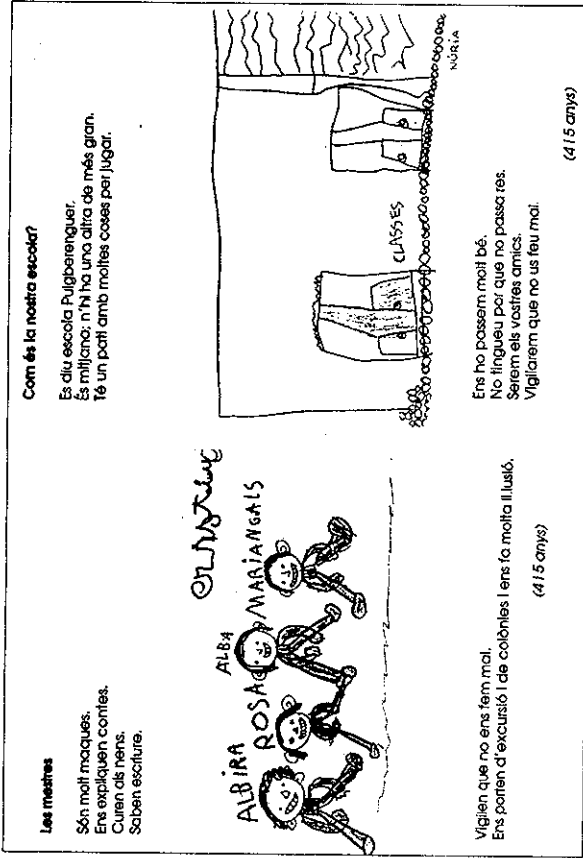 Les mestres
Són molt maques.
Ens expliquen contes.
Curen als nens.
Saben escriure.
ALBIRA
ROSA
ALBA
MARIANGALS
Vigilen que no ens fem mal.
Ens porten d'excursió i de colònies i ens fa molta il.lusió.
(4 i 5 anys)
Com és la nostra escola?
Es diu escola Puigberenguer.
És mitjana; n'hi ha una altra de més gran.
Té un pati amb moltes coses per jugar.
CLASSES
NÚRIA
Ens ho passem molt bé.
No tingueu por que no passa res.
Serem els vostres amics.
Vigilarem que no us feu mal.
(4 i 5 anys)